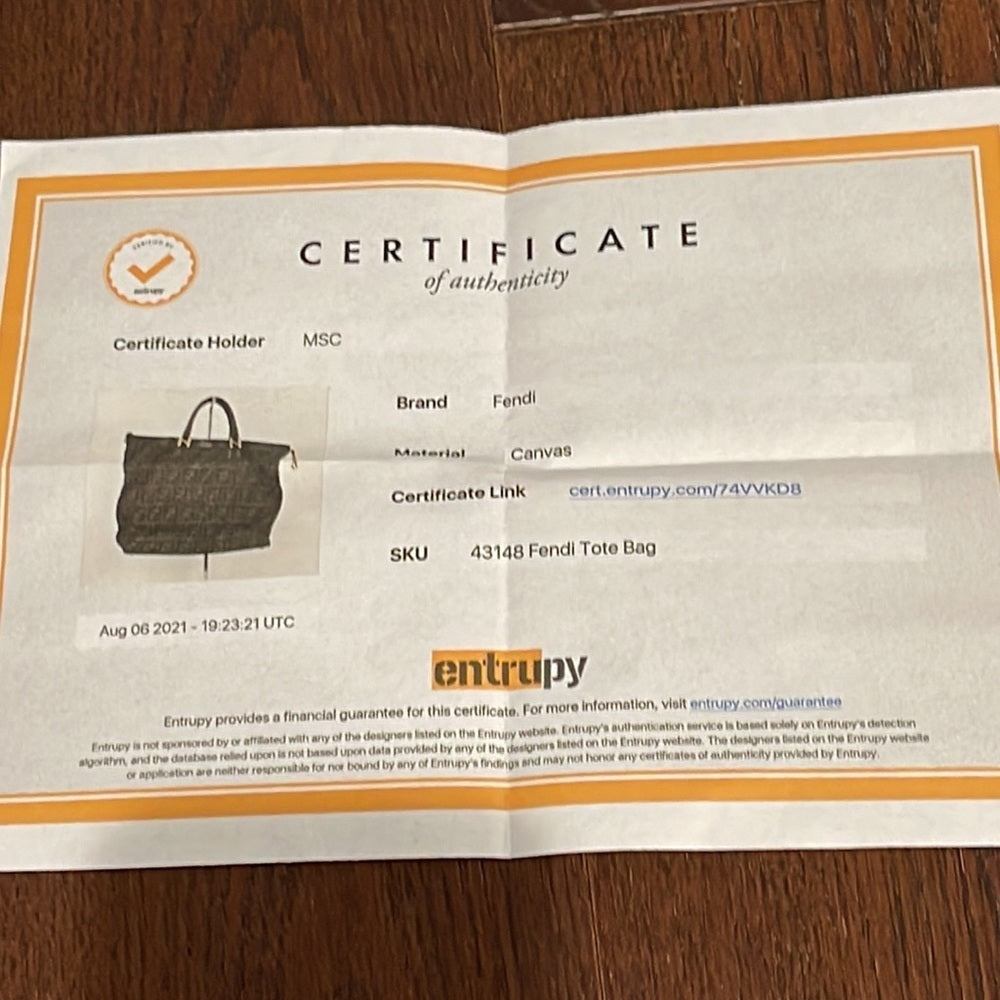 CERTIFIED BY
entrupy
CERTIFICATE
of authenticity
Certificate Holder MSC
Brand Fendi
Material Canvas
Certificate Link cert.entrupy.com/74VVKD8
SKU 43148 Fendi Tote Bag
Aug 06 2021 - 19:23:21 UTC
entrupy
Entrupy provides a financial guarantee for this certificate. For more information, visit entrupy.com/guarantee
Entrupy is not sponsored by or affiliated with any of the designers listed on the Entrupy website. Entrupy's authentication service is based solely on Entrupy's detection
algorithm, and the database relied upon is not based upon data provided by any of the designers listed on the Entrupy website. The designers listed on the Entrupy website
or application are neither responsible for nor bound by any of Entrupy's findings and may not honor any certificates of authenticity provided by Entrupy.